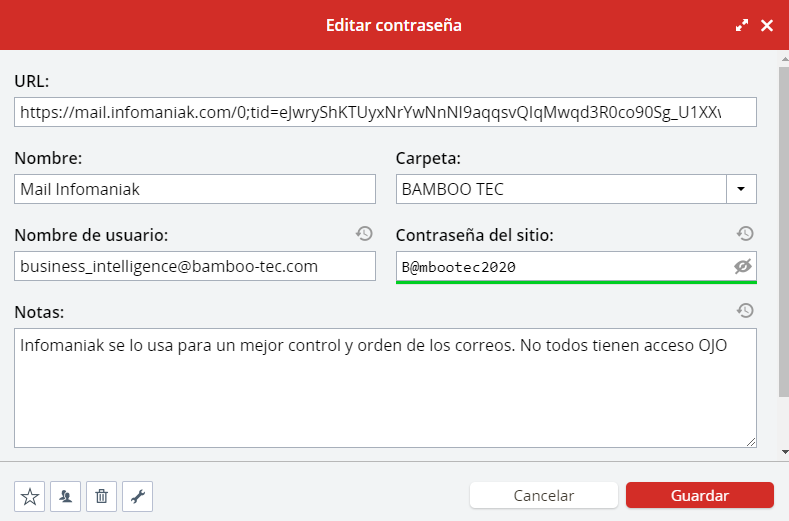 Editar contraseña
URL:
https://mail.infomaniak.com/0;tid=eJwryShKTUyxNrYwNnNI9aqqsvQIqMwqd3R0co90Sg_U1XX
Nombre:
Carpeta:
Mail Infomaniak
BAMBOO TEC
Nombre de usuario:
Contraseña del sitio:
business_intelligence@bamboo-tec.com
B@mbootec2020
Notas:
Infomaniak se lo usa para un mejor control y orden de los correos. No todos tienen acceso OJO
Cancelar
Guardar